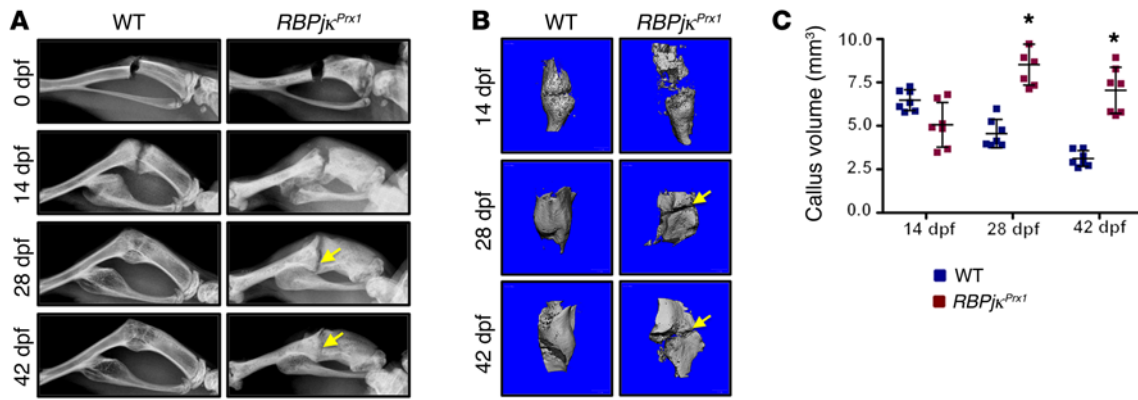 A
WT
RBPjκ^Prx1
0 dpf
14 dpf
28 dpf
42 dpf
B
WT
RBPjκ^Prx1
14 dpf
28 dpf
42 dpf
C
Callus volume (mm³)
10.0
7.5
5.0
2.5
0.0
*
*
14 dpf 28 dpf 42 dpf
WT
RBPjκ^Prx1